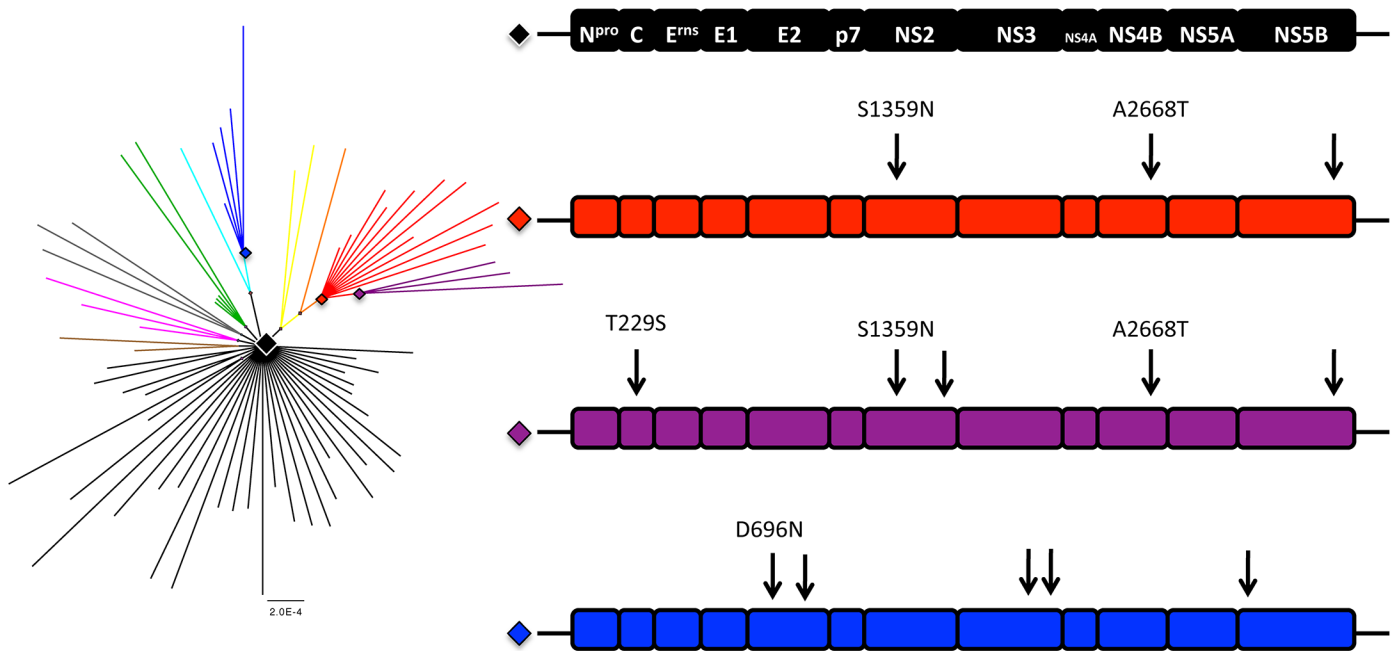 Npro C Erns E1 E2 p7 NS2 NS3 NS4A NS4B NS5A NS5B
S1359N A2668T
T229S S1359N A2668T
D696N
2.0E-4